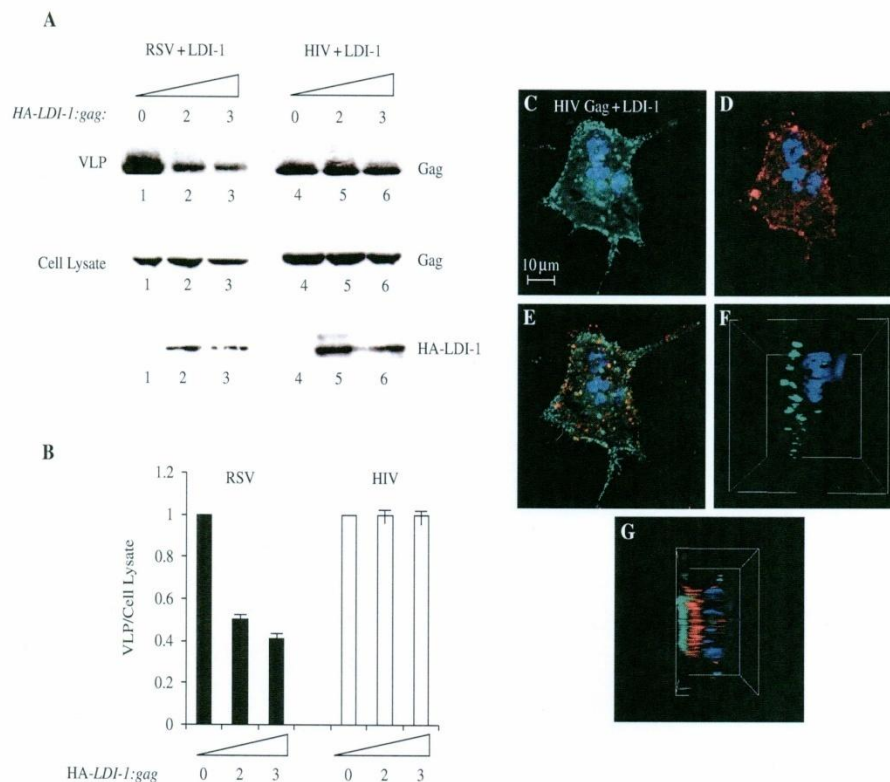 A
RSV + LDI-1 HIV + LDI-1
HA-LDI-1:gag: 0 2 3 0 2 3
VLP Gag
1 2 3 4 5 6
Cell Lysate Gag
1 2 3 4 5 6
HA-LDI-1
1 2 3 4 5 6
B
RSV HIV
VLP/Cell Lysate
1.2
1
0.8
0.6
0.4
0.2
0
HA-LDI-1:gag 0 2 3 0 2 3
C HIV Gag + LDI-1 D
10 μm
E F
G